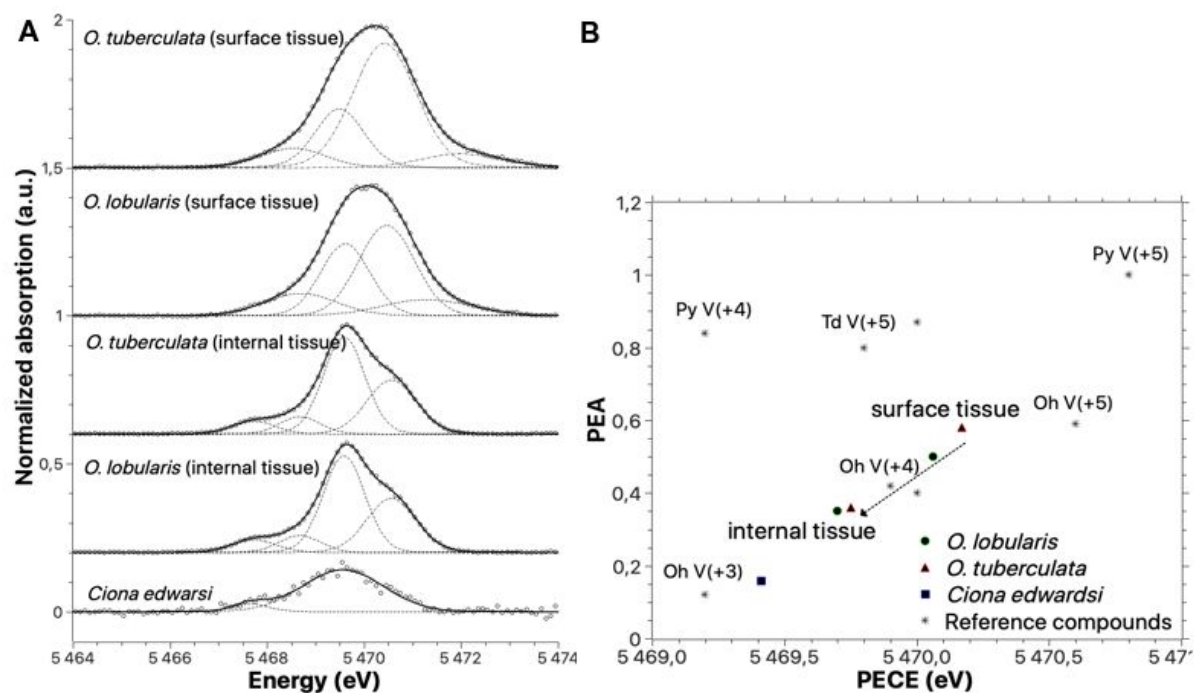 A
2
O. tuberculata (surface tissue)
1,5
O. lobularis (surface tissue)
1
O. tuberculata (internal tissue)
0,5
O. lobularis (internal tissue)
Ciona edwarsi
0
Normalized absorption (a.u.)
5 464 5 466 5 468 5 470 5 472 5 474
Energy (eV)
B
1,2
Py V(+5)
1
Py V(+4)
Td V(+5)
0,8
surface tissue
Oh V(+5)
0,6
Oh V(+4)
0,4
internal tissue
Oh V(+3)
0,2
0
PEA
O. lobularis
O. tuberculata
Ciona edwardsi
Reference compounds
5 469,0 5 469,5 5 470,0 5 470,5
PECE (eV)